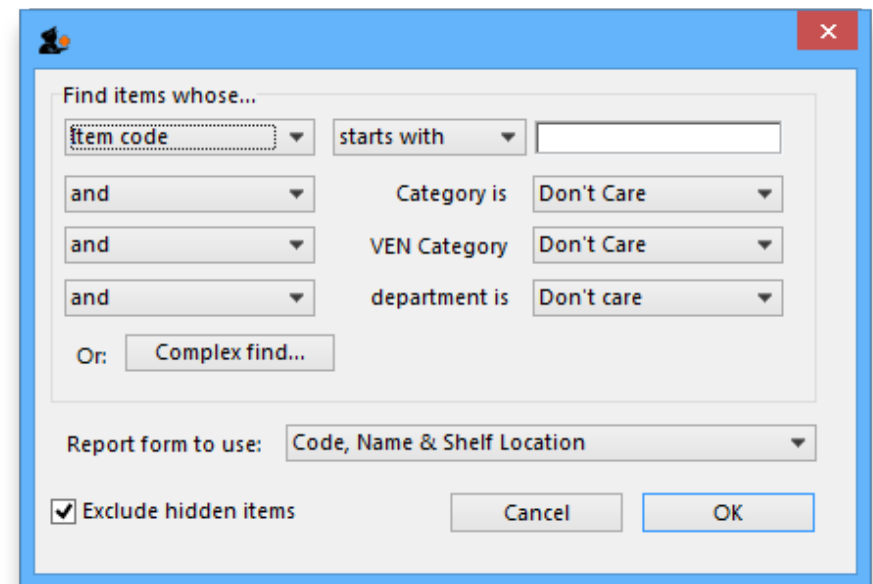 Find items whose...
Item code starts with
and Category is Don't Care
and VEN Category Don't Care
and department is Don't care
Or: Complex find...
Report form to use: Code, Name & Shelf Location
Exclude hidden items Cancel OK